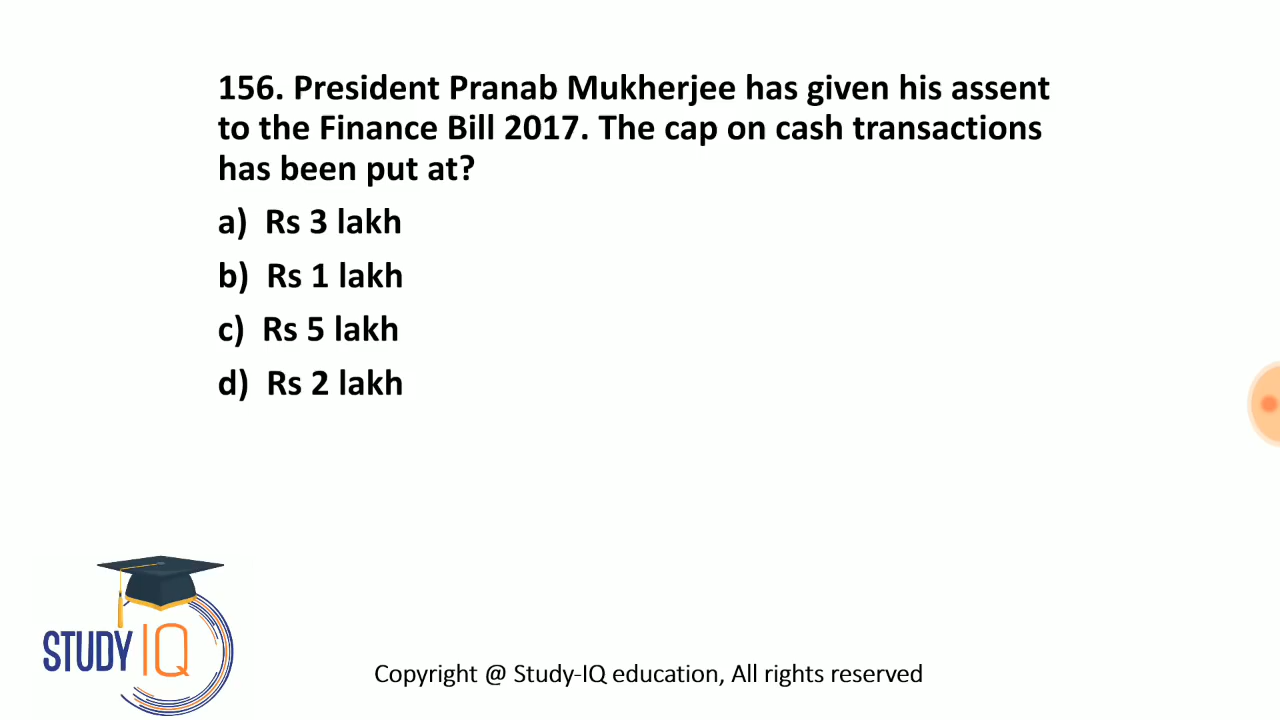 156. President Pranab Mukherjee has given his assent
to the Finance Bill 2017. The cap on cash transactions
has been put at?
a) Rs 3 lakh
b) Rs 1 lakh
c) Rs 5 lakh
d) Rs 2 lakh
STUDY IQ
Copyright @ Study-IQ education, All rights reserved